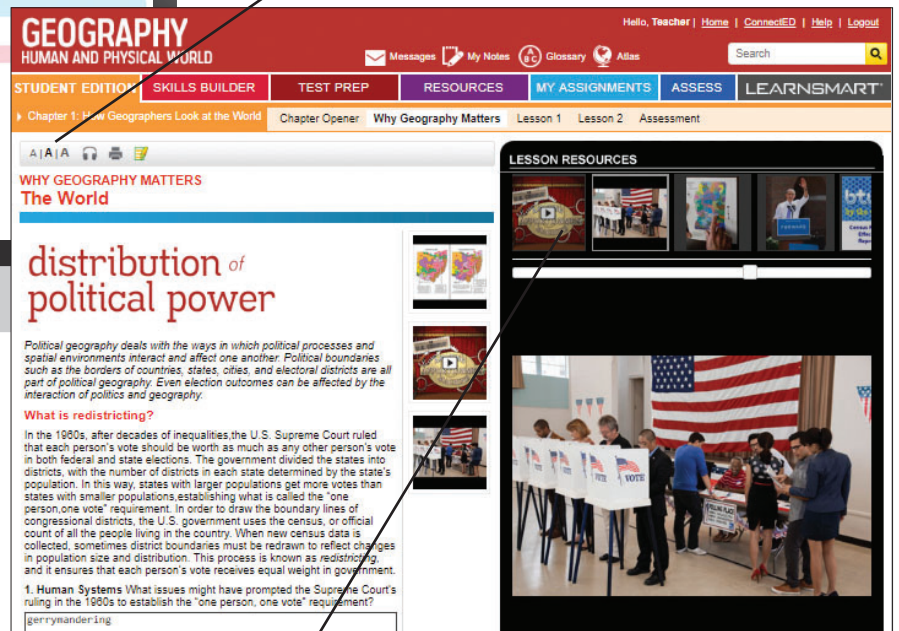 GEOGRAPHY
HUMAN AND PHYSICAL WORLD
Hello, Teacher | Home | ConnectED | Help | Logout
Messages My Notes Glossary Atlas
Search
STUDENT EDITION SKILLS BUILDER TEST PREP RESOURCES MY ASSIGNMENTS ASSESS LEARNSMART
Chapter 1: How Geographers Look at the World Chapter Opener Why Geography Matters Lesson 1 Lesson 2 Assessment
A | A | A
WHY GEOGRAPHY MATTERS
The World
distribution of
political power
Political geography deals with the ways in which political processes and
spatial environments interact and affect one another. Political boundaries
such as the borders of countries, states, cities, and electoral districts are all
part of political geography. Even election outcomes can be affected by the
interaction of politics and geography.
What is redistricting?
In the 1960s, after decades of inequalities,the U.S. Supreme Court ruled
that each person's vote should be worth as much as any other person's vote
in both federal and state elections. The government divided the states into
districts, with the number of districts in each state determined by the state's
population. In this way, states with larger populations get more votes than
states with smaller populations,establishing what is called the "one
person,one vote" requirement. In order to draw the boundary lines of
congressional districts, the U.S. government uses the census, or official
count of all the people living in the country. When new census data is
collected, sometimes district boundaries must be redrawn to reflect changes
in population size and distribution. This process is known as redistricting,
and it ensures that each person's vote receives equal weight in government.
1. Human Systems What issues might have prompted the Supreme Court's
ruling in the 1960s to establish the "one person, one vote" requirement?
gerrymandering
LESSON RESOURCES
VOTE
VOTE
POLLING
PLACE